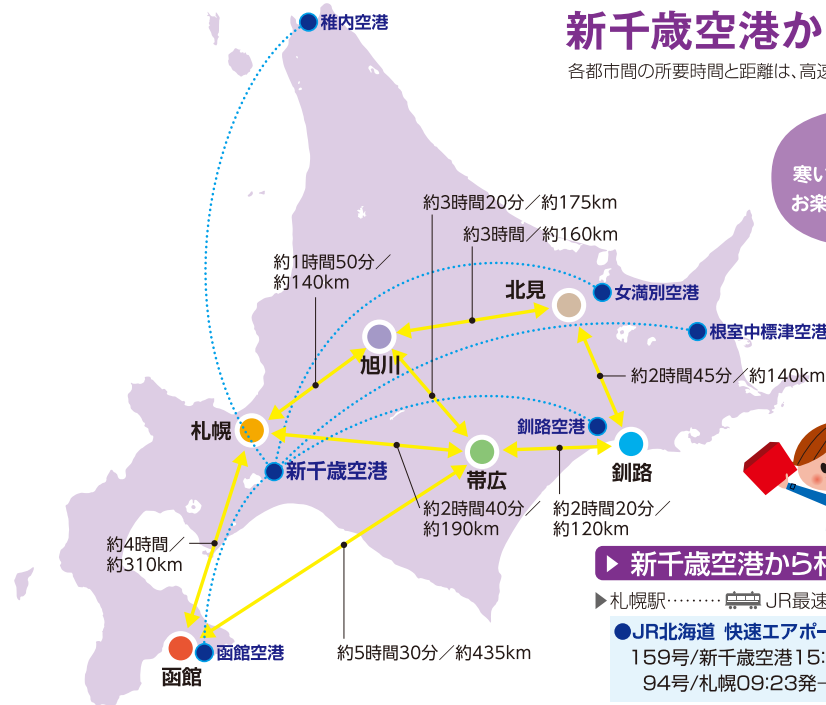 新千歳空港か
各都市間の所要時間と距離は、高速
稚内空港
寒い
お楽
約3時間20分／約175km
約3時間／約160km
約1時間50分／
約140km
北見
女満別空港
根室中標津空港
旭川
約2時間45分／約140km
札幌
釧路空港
新千歳空港
帯広
釧路
約2時間40分／
約190km
約2時間20分／
約120km
約4時間／
約310km
約5時間30分／約435km
函館空港
函館
▶新千歳空港から
▶札幌駅………JR最速
●JR北海道 快速エアポー
159号/新千歳空港15:
94号/札幌09:23発